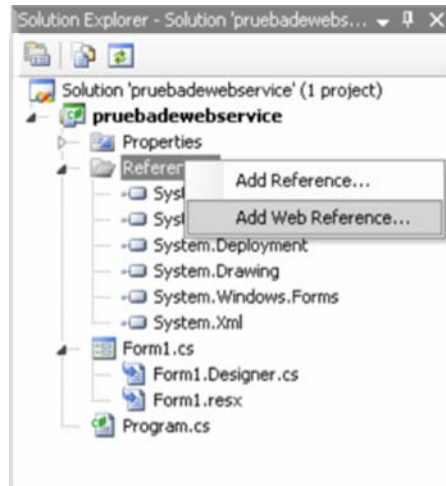 Solution Explorer - Solution 'pruebadewebs...
Solution 'pruebadewebservice' (1 project)
pruebadewebservice
Properties
Add Reference...
Add Web Reference...
System.Deployment
System.Drawing
System.Windows.Forms
System.Xml
Form1.cs
Form1.Designer.cs
Form1.resx
Program.cs